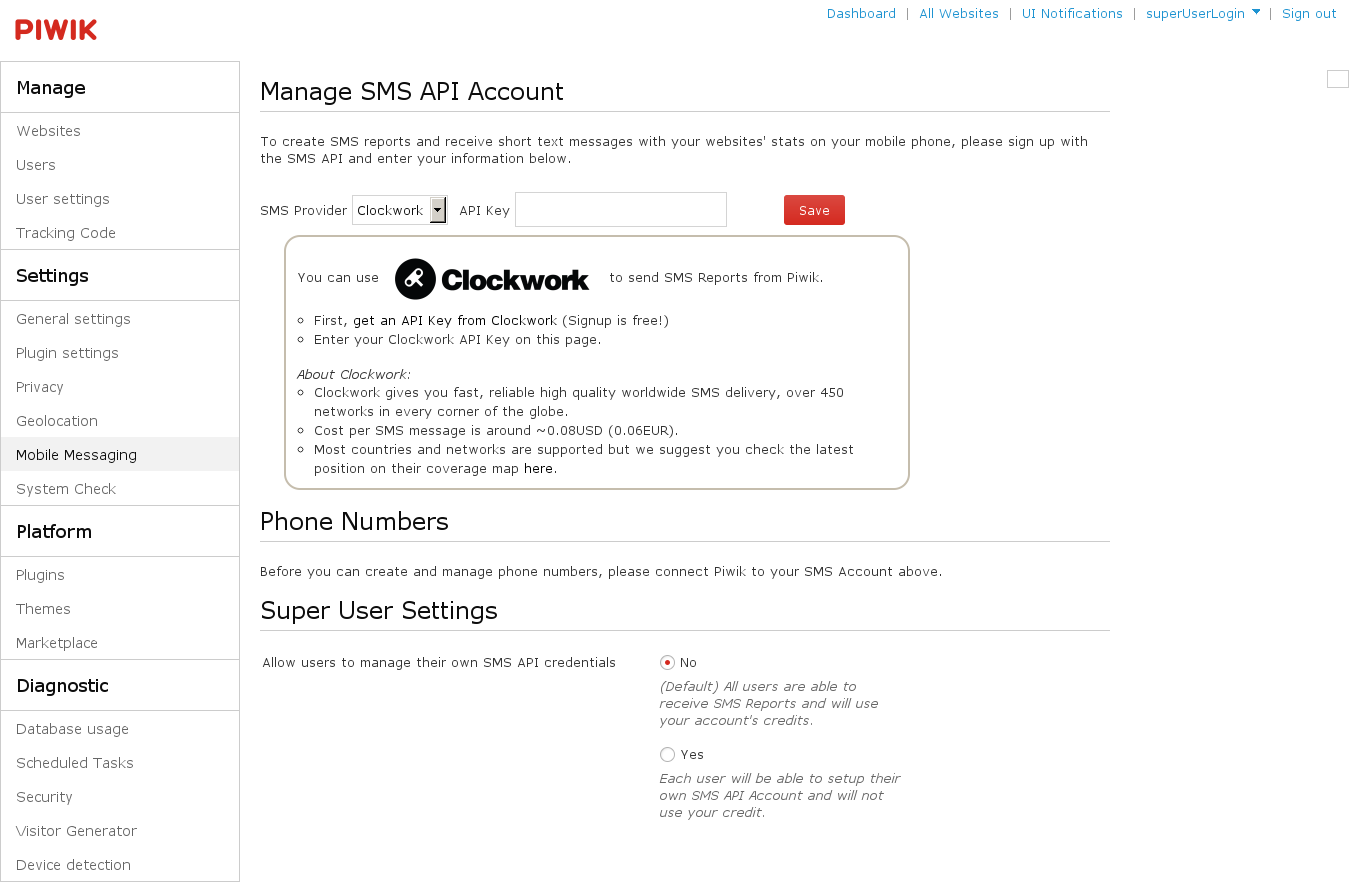 PIWIK
Dashboard | All Websites | UI Notifications | superUserLogin | Sign out
Manage
Websites
Users
User settings
Tracking Code
Settings
General settings
Plugin settings
Privacy
Geolocation
Mobile Messaging
System Check
Platform
Plugins
Themes
Marketplace
Diagnostic
Database usage
Scheduled Tasks
Security
Visitor Generator
Device detection
Manage SMS API Account
To create SMS reports and receive short text messages with your websites' stats on your mobile phone, please sign up with
the SMS API and enter your information below.
SMS Provider Clockwork API Key Save
You can use Clockwork to send SMS Reports from Piwik.
First, get an API Key from Clockwork (Signup is free!)
Enter your Clockwork API Key on this page.
About Clockwork:
Clockwork gives you fast, reliable high quality worldwide SMS delivery, over 450
networks in every corner of the globe.
Cost per SMS message is around ~0.08USD (0.06EUR).
Most countries and networks are supported but we suggest you check the latest
position on their coverage map here.
Phone Numbers
Before you can create and manage phone numbers, please connect Piwik to your SMS Account above.
Super User Settings
Allow users to manage their own SMS API credentials
No
(Default) All users are able to
receive SMS Reports and will use
your account's credits.
Yes
Each user will be able to setup their
own SMS API Account and will not
use your credit.